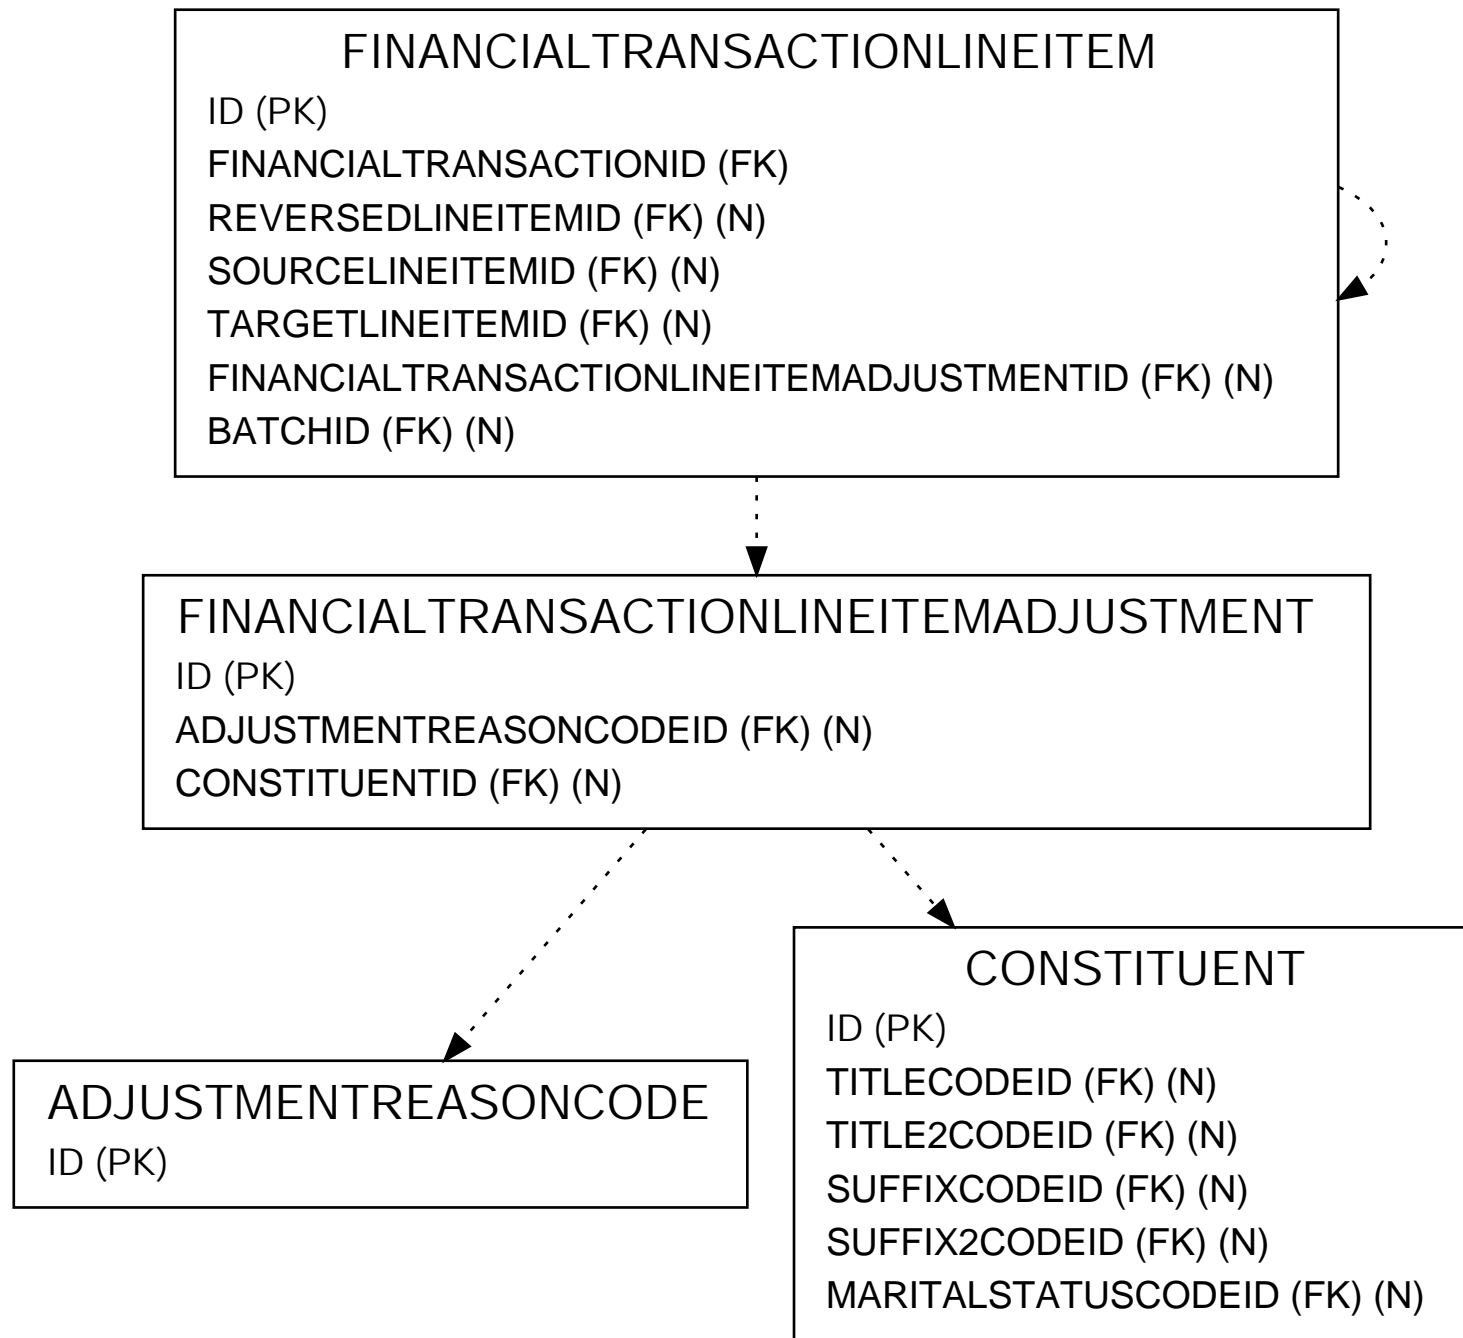 FINANCIALTRANSACTIONLINEITEM
ID (PK)
FINANCIALTRANSACTIONID (FK)
REVERSEDLINEITEMID (FK) (N)
SOURCELINEITEMID (FK) (N)
TARGETLINEITEMID (FK) (N)
FINANCIALTRANSACTIONLINEITEMADJUSTMENTID (FK) (N)
BATCHID (FK) (N)
FINANCIALTRANSACTIONLINEITEMADJUSTMENT
ID (PK)
ADJUSTMENTREASONCODEID (FK) (N)
CONSTITUENTID (FK) (N)
ADJUSTMENTREASONCODE
ID (PK)
CONSTITUENT
ID (PK)
TITLECODEID (FK) (N)
TITLE2CODEID (FK) (N)
SUFFIXCODEID (FK) (N)
SUFFIX2CODEID (FK) (N)
MARITALSTATUSCODEID (FK) (N)